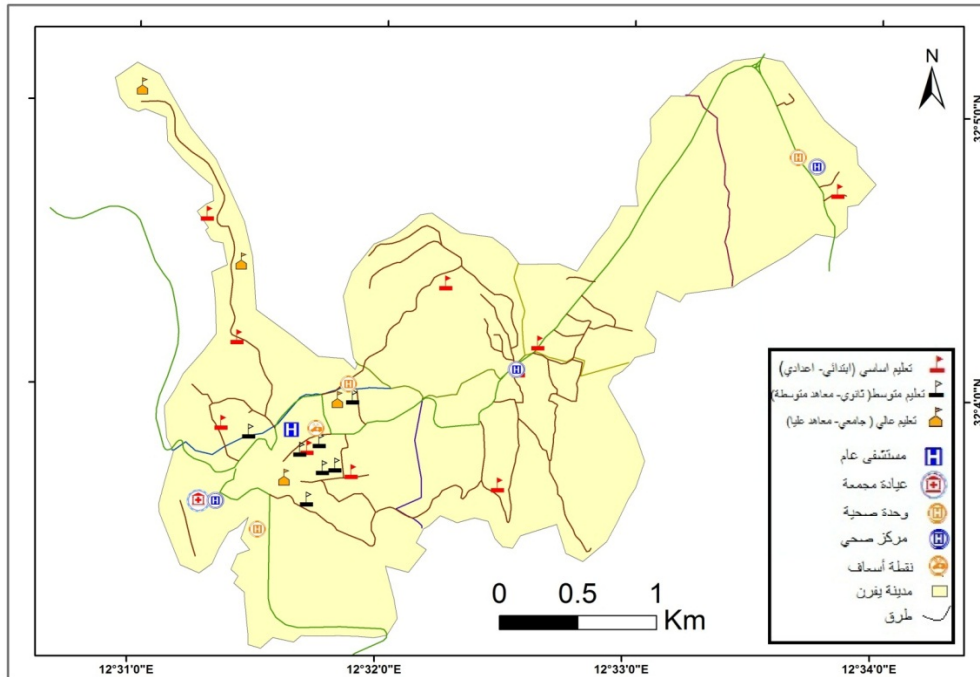 N
32°5'0"N
32°4'0"N
تعليم اساسي (ابتدائي- اعدادي)
تعليم متوسط( ثانوي- معاهد متوسطة)
تعليم عالي ( جامعي- معاهد عليا)
مستشفى عام
عيادة مجمعة
وحدة صحية
مركز صحي
نقطة أسعاف
مدينة يفرن
طرق
0 0.5 1
Km
12°31'0"E 12°32'0"E 12°33'0"E 12°34'0"E